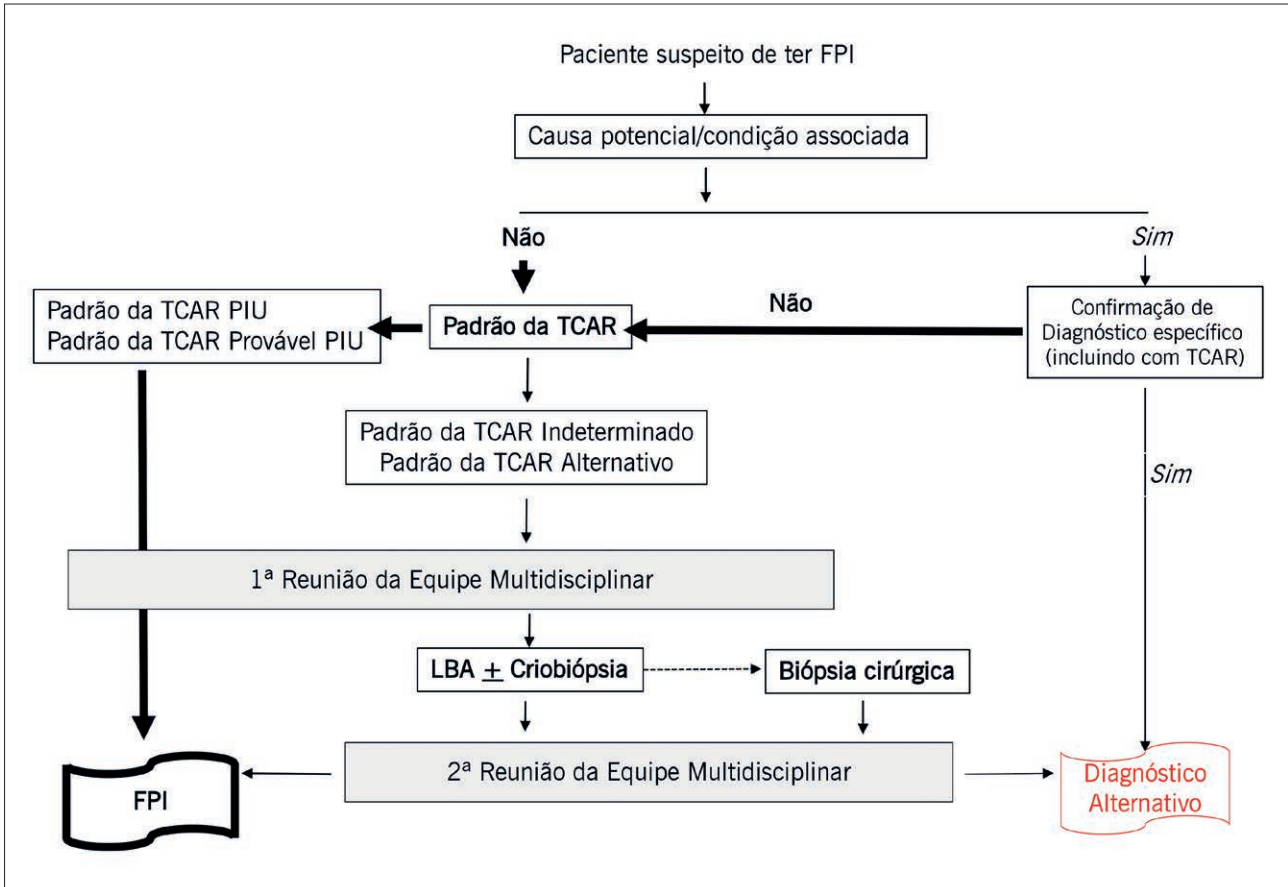 Paciente suspeito de ter FPI
Causa potencial/condição associada
Não
Sim
Padrão da TCAR PIU
Padrão da TCAR Provável PIU
Padrão da TCAR
Não
Confirmação de
Diagnóstico específico
(incluindo com TCAR)
Padrão da TCAR Indeterminado
Padrão da TCAR Alternativo
Sim
1ª Reunião da Equipe Multidisciplinar
LBA ± Criobiópsia
Biópsia cirúrgica
2ª Reunião da Equipe Multidisciplinar
FPI
Diagnóstico
Alternativo